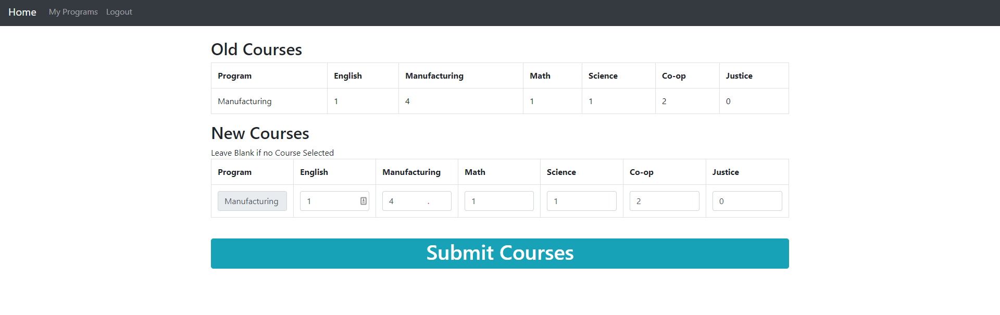 Home My Programs Logout
Old Courses
Program English Manufacturing Math Science Co-op Justice
Manufacturing 1 4 1 1 2 0
New Courses
Leave Blank if no Course Selected
Program English Manufacturing Math Science Co-op Justice
Manufacturing 1 4 1 1 2 0
Submit Courses